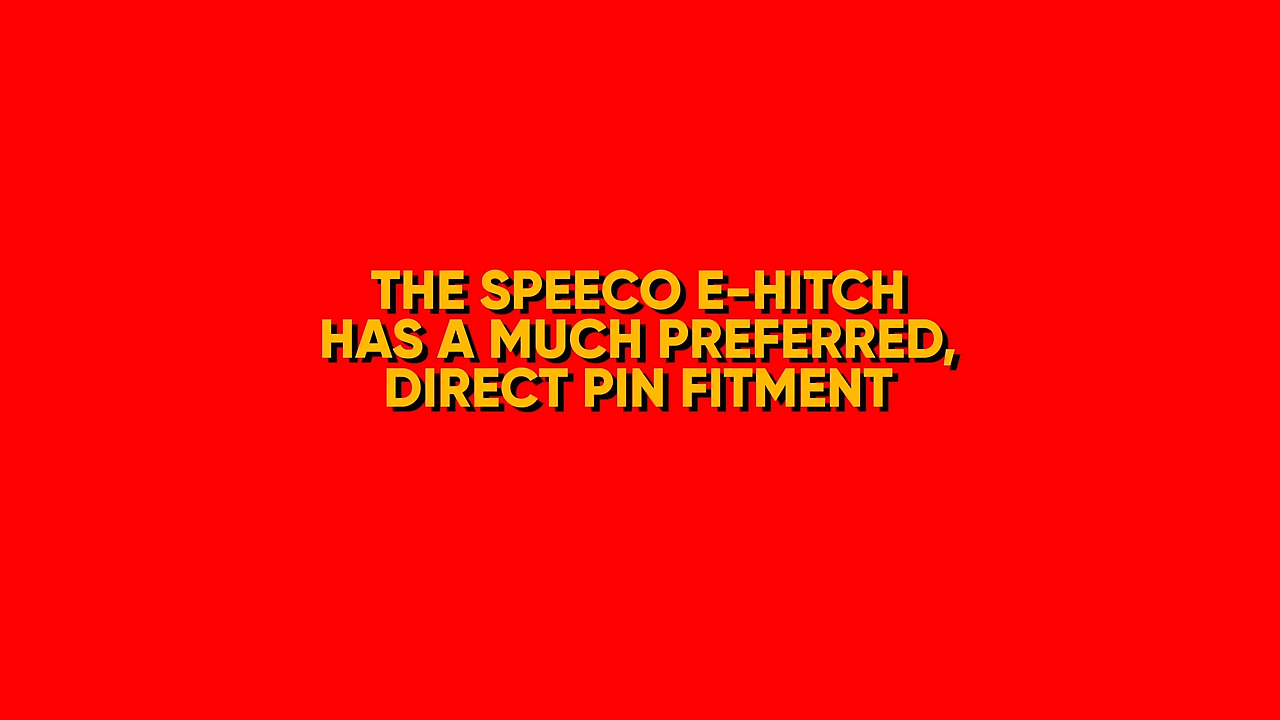 THE SPEECO E-HITCH
HAS A MUCH PREFERRED,
DIRECT PIN FITMENT